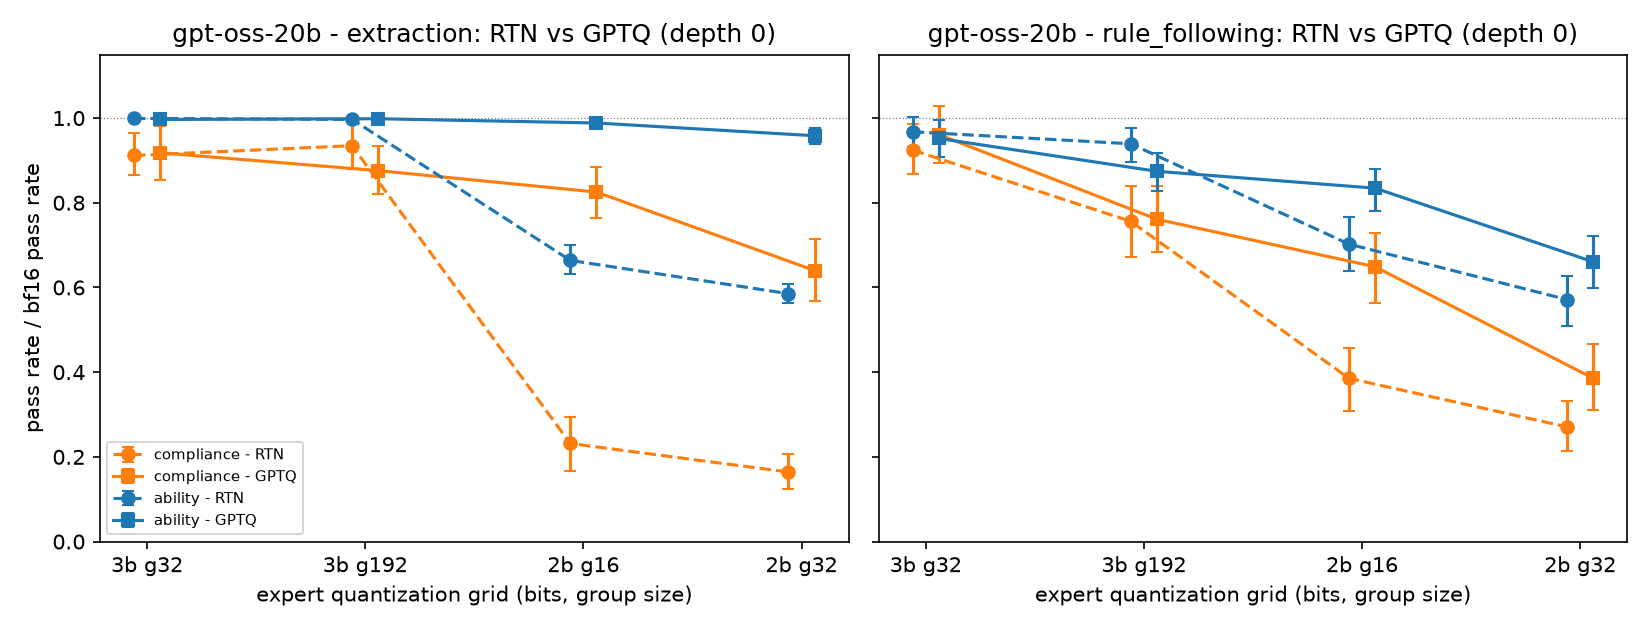 gpt-oss-20b - extraction: RTN vs GPTQ (depth 0)
gpt-oss-20b - rule_following: RTN vs GPTQ (depth 0)
pass rate / bf16 pass rate
1.0
0.8
0.6
0.4
0.2
0.0
compliance - RTN
compliance - GPTQ
ability - RTN
ability - GPTQ
3b g32
3b g192
2b g16
2b g32
3b g32
3b g192
2b g16
2b g32
expert quantization grid (bits, group size)
expert quantization grid (bits, group size)